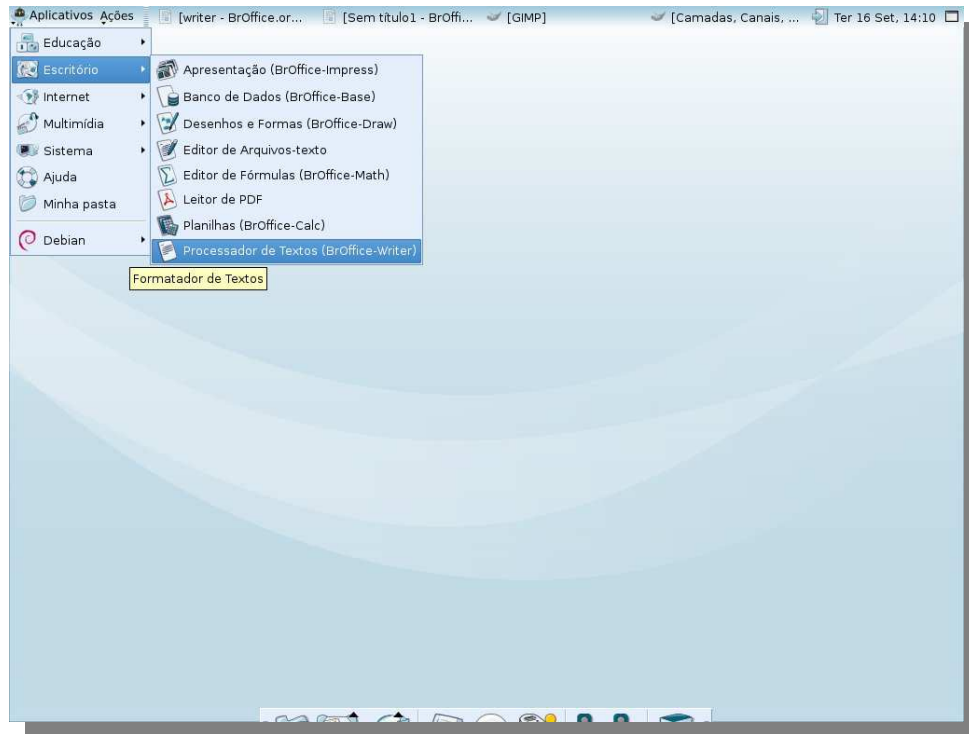 Aplicativos Ações [writer - BrOffice.or... [Sem título1 - BrOffi... [GIMP] [Camadas, Canais, ... Ter 16 Set, 14:10
Educação
Escritório
Internet
Multimídia
Sistema
Ajuda
Minha pasta
Debian
Apresentação (BrOffice-Impress)
Banco de Dados (BrOffice-Base)
Desenhos e Formas (BrOffice-Draw)
Editor de Arquivos-texto
Editor de Fórmulas (BrOffice-Math)
Leitor de PDF
Planilhas (BrOffice-Calc)
Processador de Textos (BrOffice-Writer)
Formatador de Textos